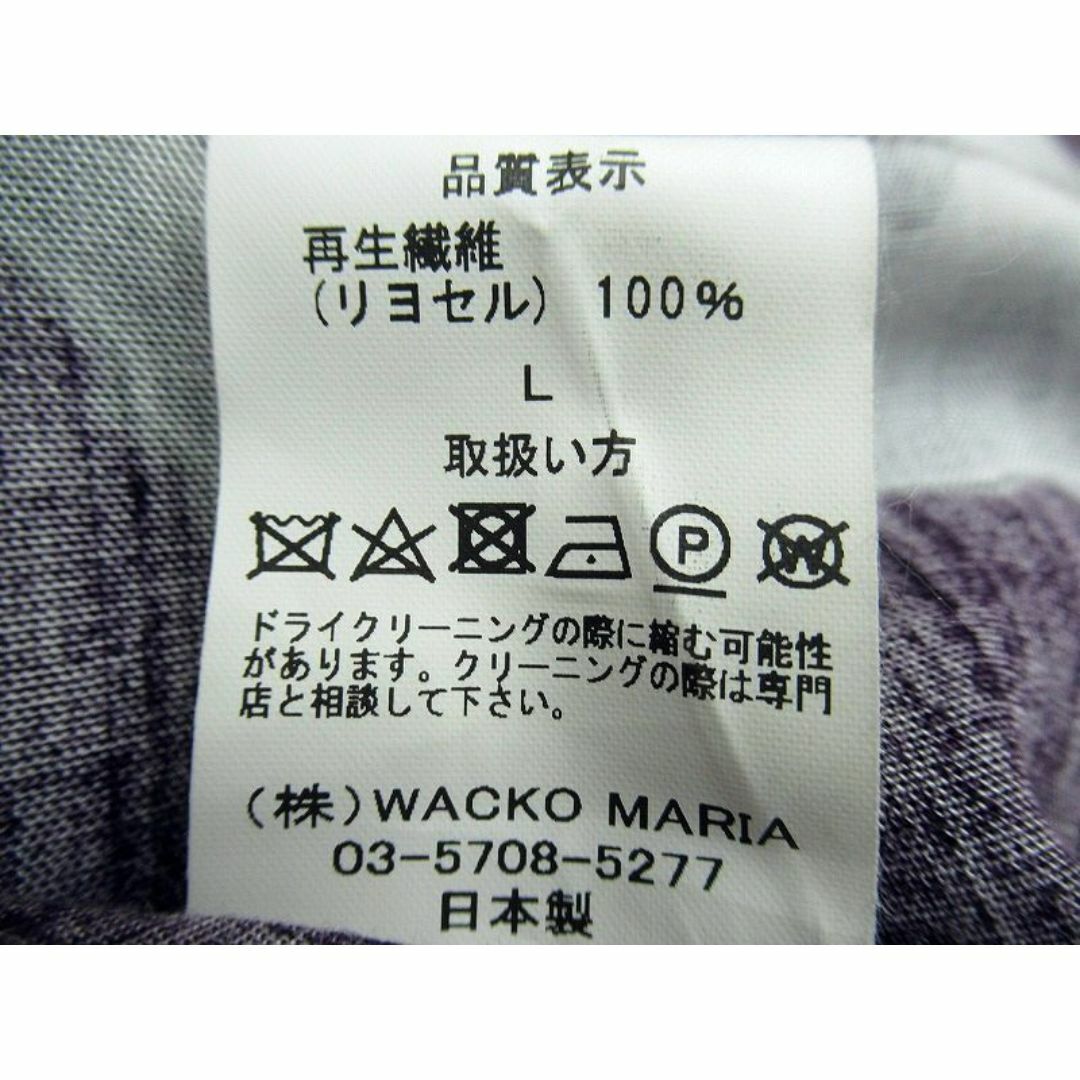 品質表示
再生繊維
(リヨセル) 100%
L
取扱い方
P
W
ドライクリーニングの際に縮む可能性
があります。クリーニングの際は専門
店と相談して下さい。
(株)WACKO MARIA
03-5708-5277
日本製